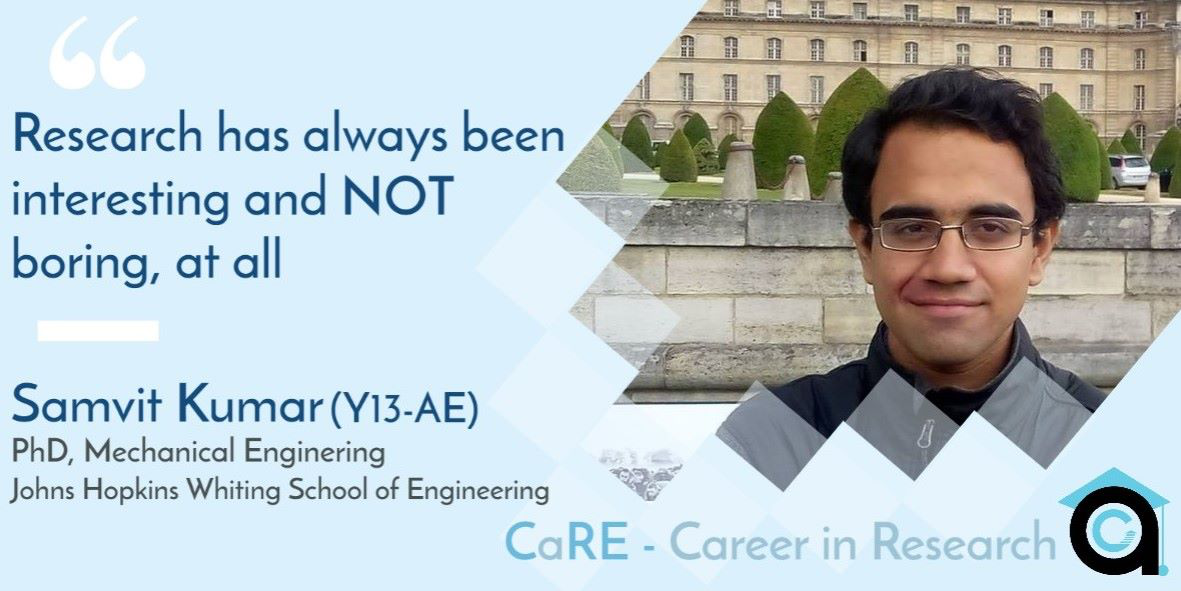 “
Research has always been
interesting and NOT
boring, at all
Samvit Kumar (Y13-AE)
PhD, Mechanical Enginering
Johns Hopkins Whiting School of Engineering
CaRE - Career in Research